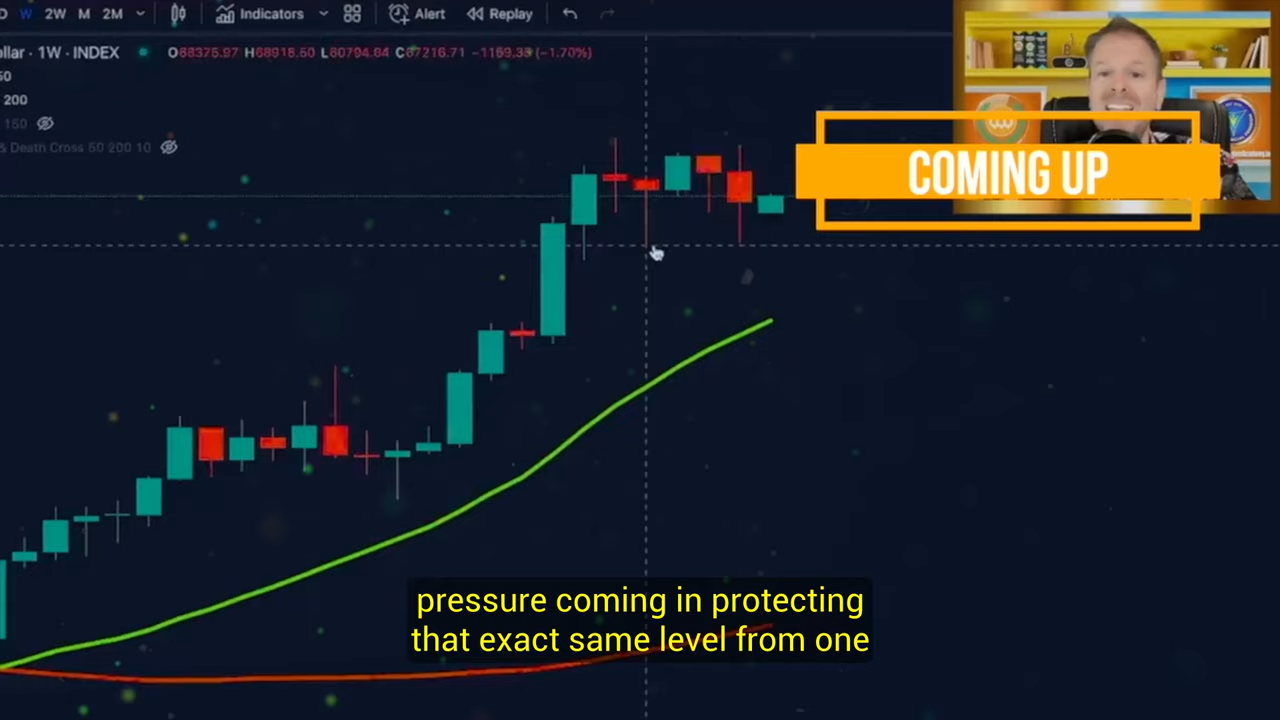 D W 2W M 2M Indicators Alert Replay
ollar · 1W · INDEX O68375.97 H68918.50 L60794.64 C67216.71 −1159.33 (−1.70%)
50
200
150
& Death Cross 50 200 10
COMING UP
pressure coming in protecting
that exact same level from one